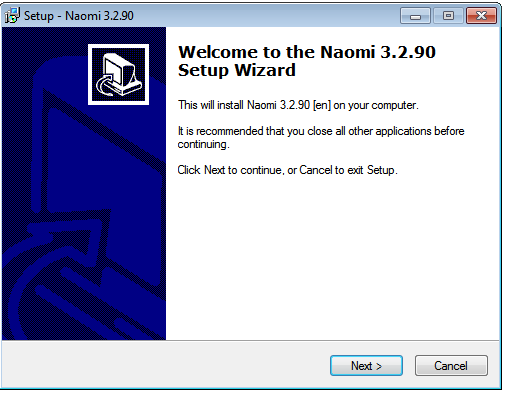 Setup - Naomi 3.2.90
Welcome to the Naomi 3.2.90
Setup Wizard
This will install Naomi 3.2.90 [en] on your computer.
It is recommended that you close all other applications before
continuing.
Click Next to continue, or Cancel to exit Setup.
Next >
Cancel